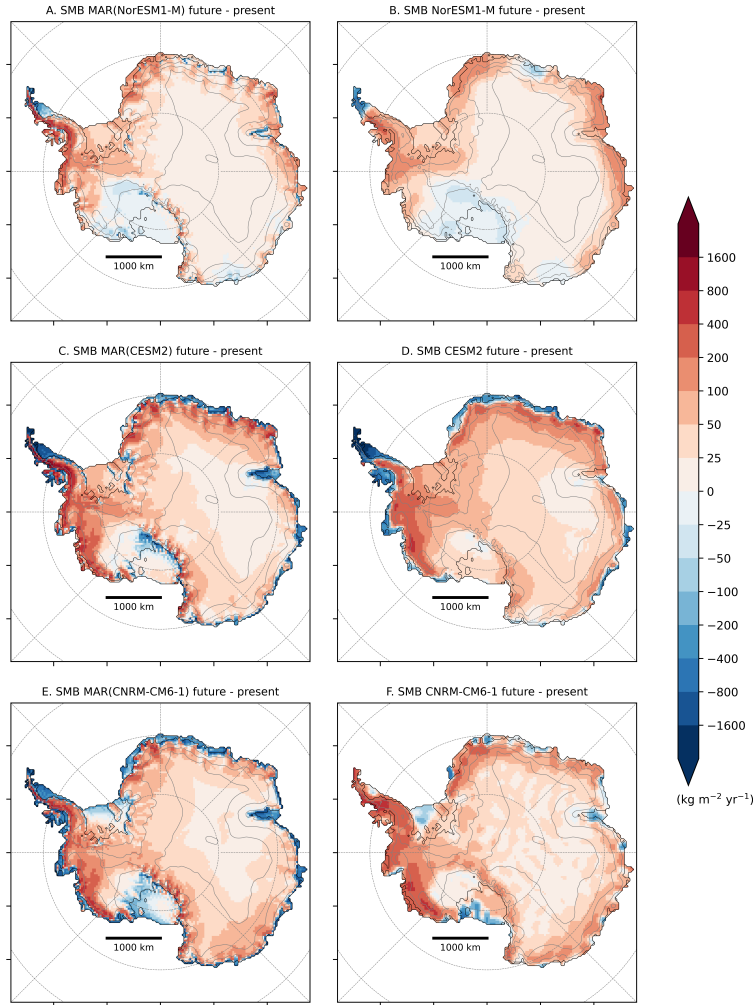 A. SMB MAR(NorESM1-M) future - present
B. SMB NorESM1-M future - present
1000 km
1000 km
C. SMB MAR(CESM2) future - present
D. SMB CESM2 future - present
1000 km
1000 km
E. SMB MAR(CNRM-CM6-1) future - present
F. SMB CNRM-CM6-1 future - present
1000 km
1000 km
1600
800
400
200
100
50
25
0
−25
−50
−100
−200
−400
−800
−1600
(kg m⁻² yr⁻¹)